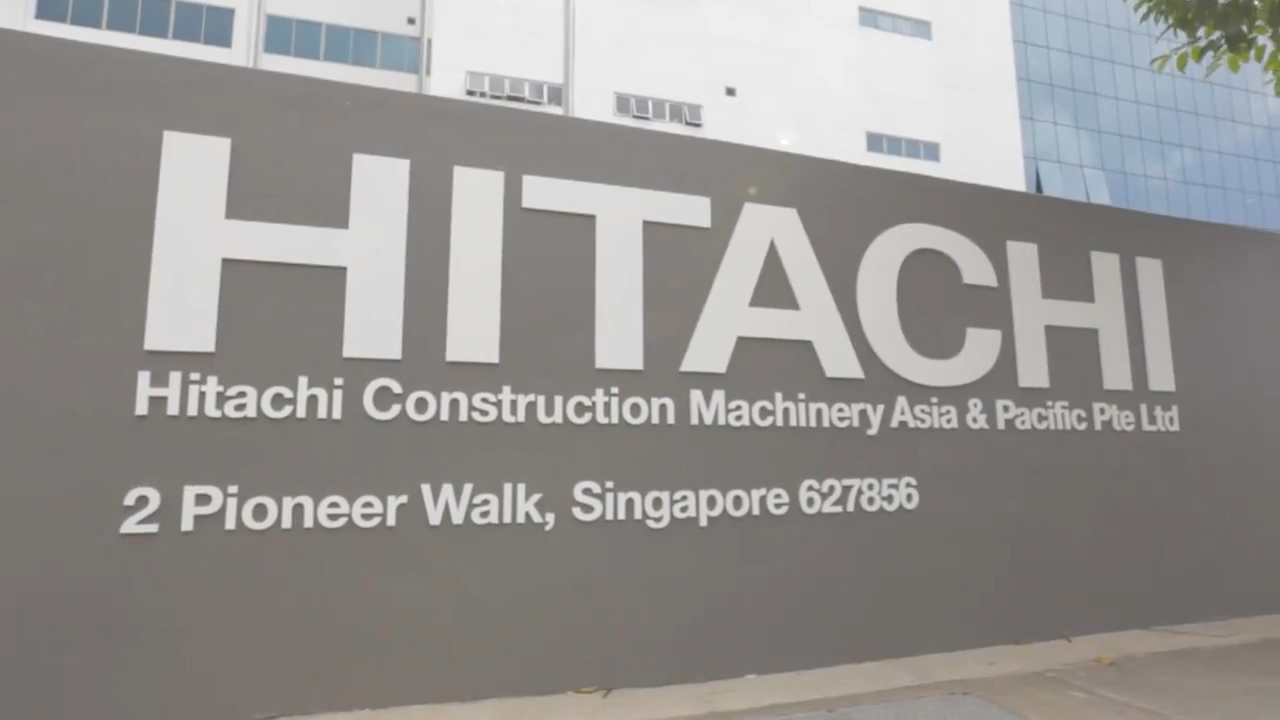 HITACHI
Hitachi Construction Machinery Asia & Pacific Pte Ltd
2 Pioneer Walk, Singapore 627856